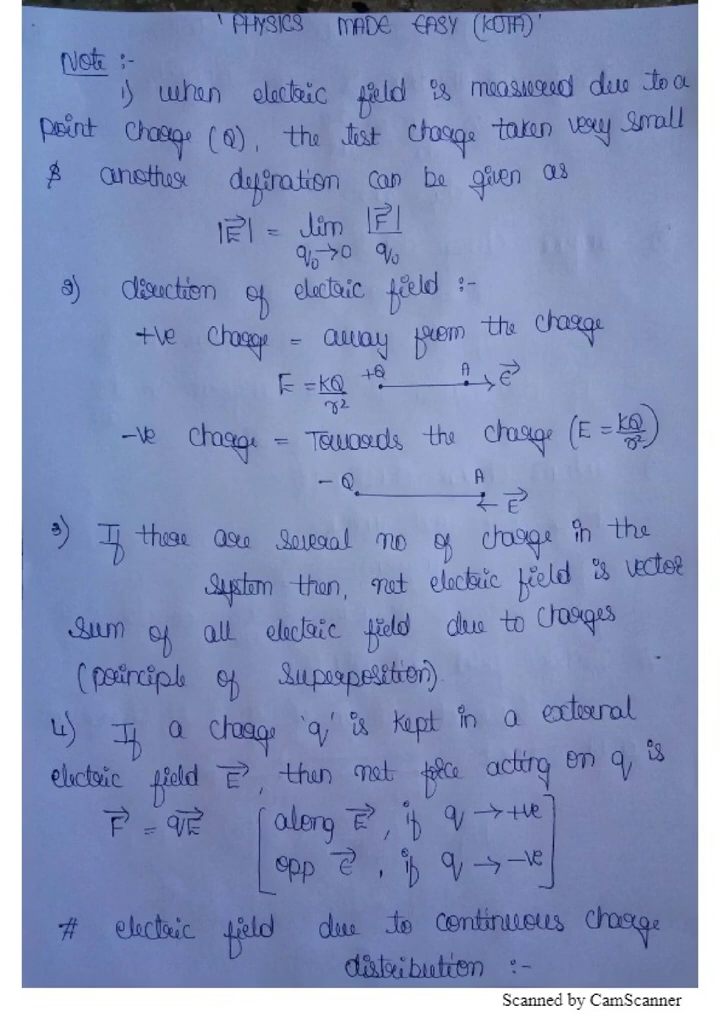 'PHYSICS MADE EASY (KOTA)'
Note :-
1) when electric field is measured due to a
point charge (Q), the test charge taken very small
& another defination can be given as
|E⃗| = lim q₀→0 |F⃗|/q₀
2) direction of electric field :-
+ve charge = away from the charge
E = KQ/r² +Q A E⃗
-ve charge = Towards the charge (E = KQ/r²)
- Q A E⃗
3) If there are several no of charge in the
system then, net electric field is vector
sum of all electric field due to charges
(principle of superposition)
4) If a charge 'q' is kept in a external
electric field E⃗, then net force acting on q is
F⃗ = qE⃗ [along E⃗, if q → +ve
opp E⃗, if q → -ve]
# electric field due to continuous charge
distribution :-
Scanned by CamScanner